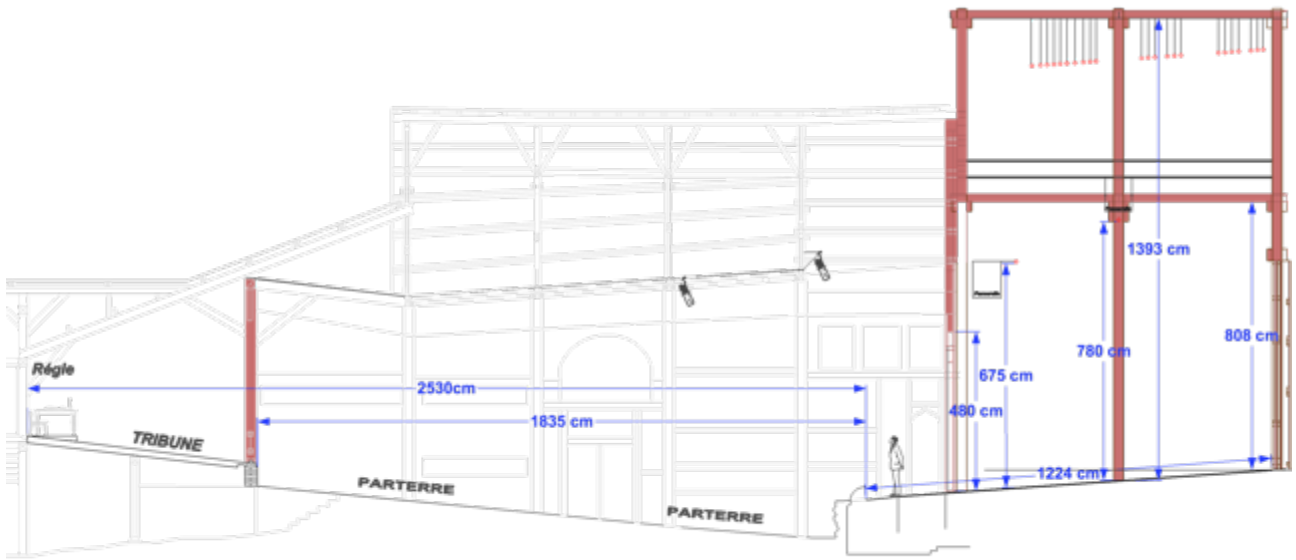 1393 cm
808 cm
780 cm
675 cm
Régie
2530cm
480 cm
1835 cm
TRIBUNE
1224 cm
PARTERRE
PARTERRE